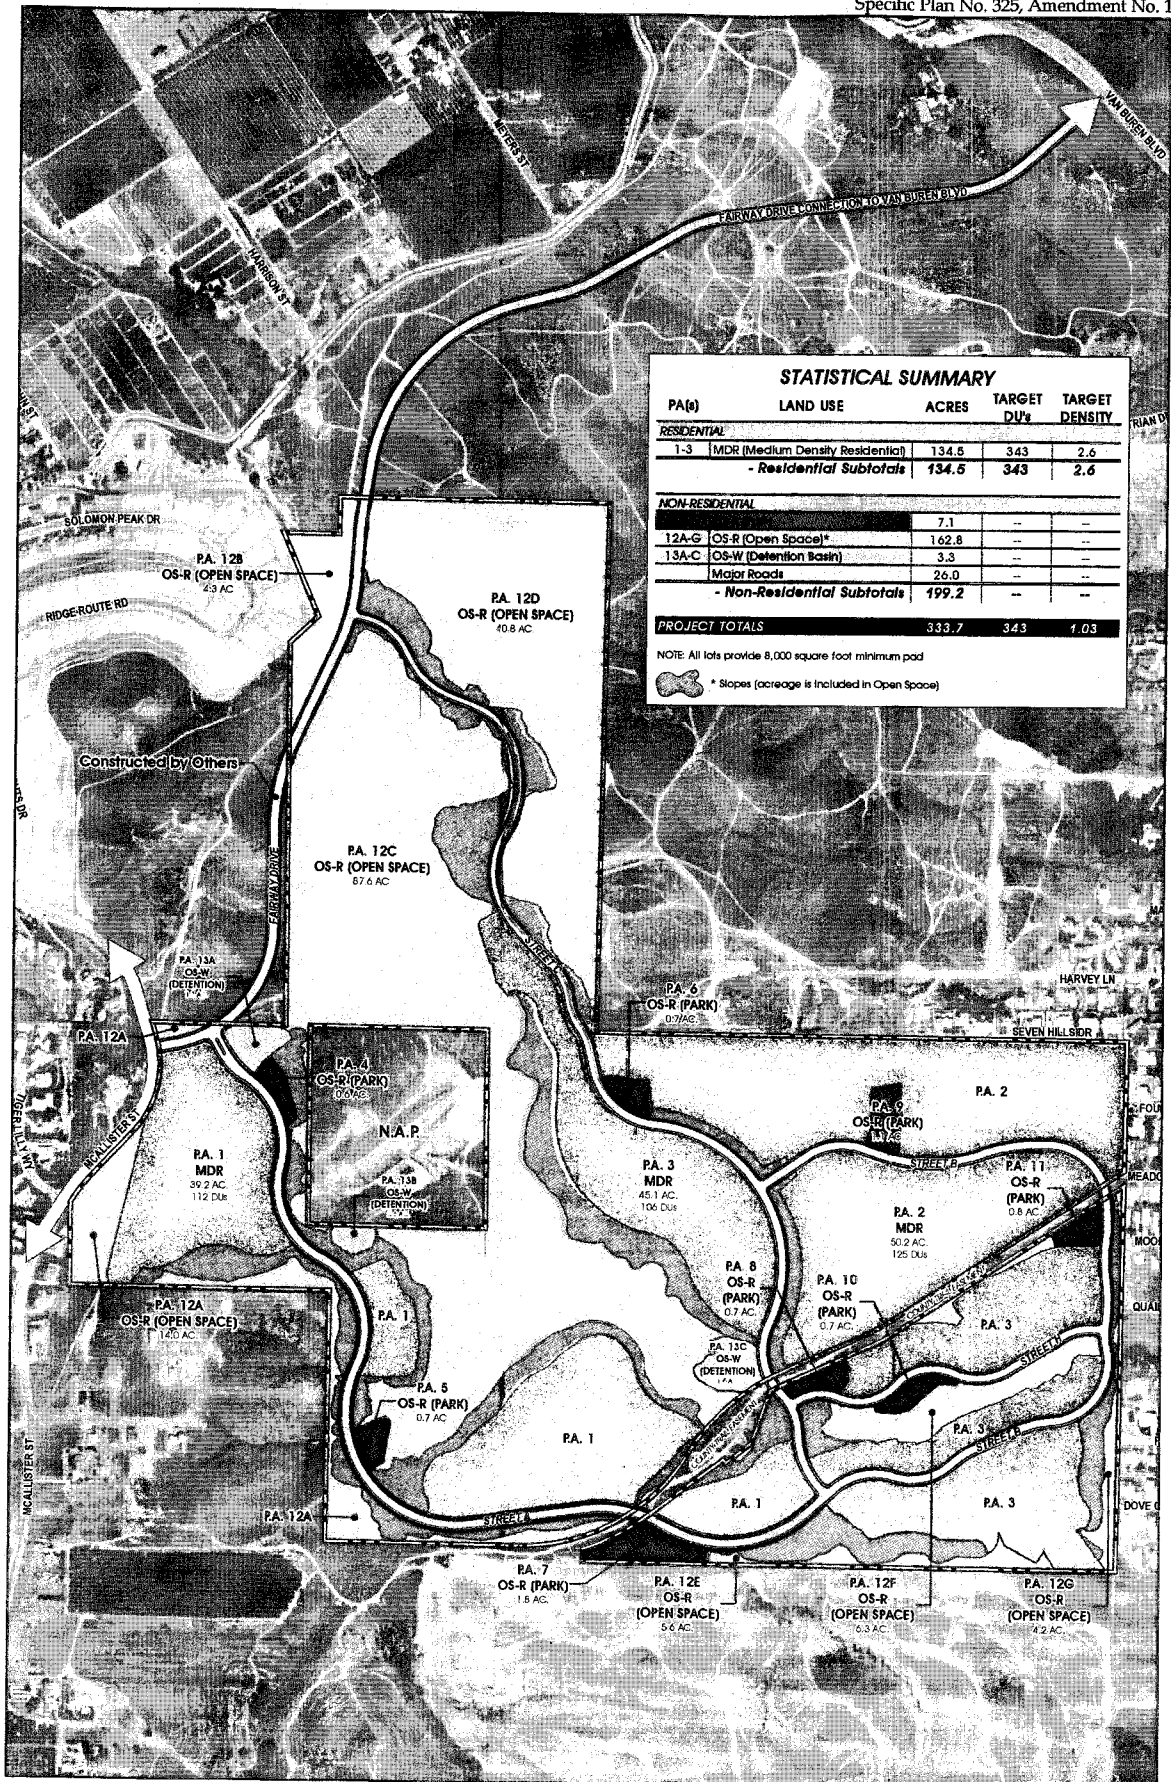 Specific Plan No. 325, Amendment No. 1
VAN BUREN BLVD
MEYERS ST
FAIRWAY DRIVE CONNECTION TO VAN BUREN BLVD
HARRISON ST
STATISTICAL SUMMARY
PA(s) LAND USE ACRES TARGET DU's TARGET DENSITY
RESIDENTIAL
1-3 MDR (Medium Density Residential) 134.5 343 2.6
- Residential Subtotals 134.5 343 2.6
NON-RESIDENTIAL
7.1 -- --
12A-G OS-R (Open Space)* 162.8 -- --
13A-C OS-W (Detention Basin) 3.3 -- --
Major Roads 26.0 -- --
- Non-Residential Subtotals 199.2 -- --
PROJECT TOTALS 333.7 343 1.03
NOTE: All lots provide 8,000 square foot minimum pad
* Slopes (acreage is included in Open Space)
SOLOMON PEAK DR
P.A. 12B
OS-R (OPEN SPACE)
4.3 AC
RIDGE ROUTE RD
P.A. 12D
OS-R (OPEN SPACE)
40.8 AC.
Constructed by Others
P.A. 12C
OS-R (OPEN SPACE)
87.6 AC
FAIRWAY DRIVE
P.A. 13A
OS-W
(DETENTION)
STREET
HARVEY LN
P.A. 6
OS-R (PARK)
0.7 AC.
SEVEN HILLS DR
P.A. 12A
P.A. 4
OS-R (PARK)
0.6 AC.
N.A.P.
P.A. 2
P.A. 9
OS-R (PARK)
TIGER LILY WY
MCALLISTER ST
P.A. 1
MDR
39.2 AC.
112 DUs
P.A. 13B
OS-W
(DETENTION)
P.A. 3
MDR
45.1 AC.
106 DUs
STREET B
P.A. 11
OS-R
(PARK)
0.8 AC.
P.A. 2
MDR
50.2 AC.
125 DUs
P.A. 8
OS-R
(PARK)
0.7 AC.
P.A. 10
OS-R
(PARK)
0.7 AC.
P.A. 12A
OS-R (OPEN SPACE)
14.0 AC.
P.A. 1
P.A. 3
P.A. 13C
OS-W
(DETENTION)
STREET
P.A. 5
OS-R (PARK)
0.7 AC
P.A. 1
P.A. 3
STREET B
MCALLISTER ST
P.A. 12A
STREET A
P.A. 1
P.A. 3
P.A. 7
OS-R (PARK)
1.8 AC.
P.A. 12E
OS-R
(OPEN SPACE)
5.6 AC.
P.A. 12F
OS-R
(OPEN SPACE)
6.3 AC.
P.A. 12G
OS-R
(OPEN SPACE)
4.2 AC.